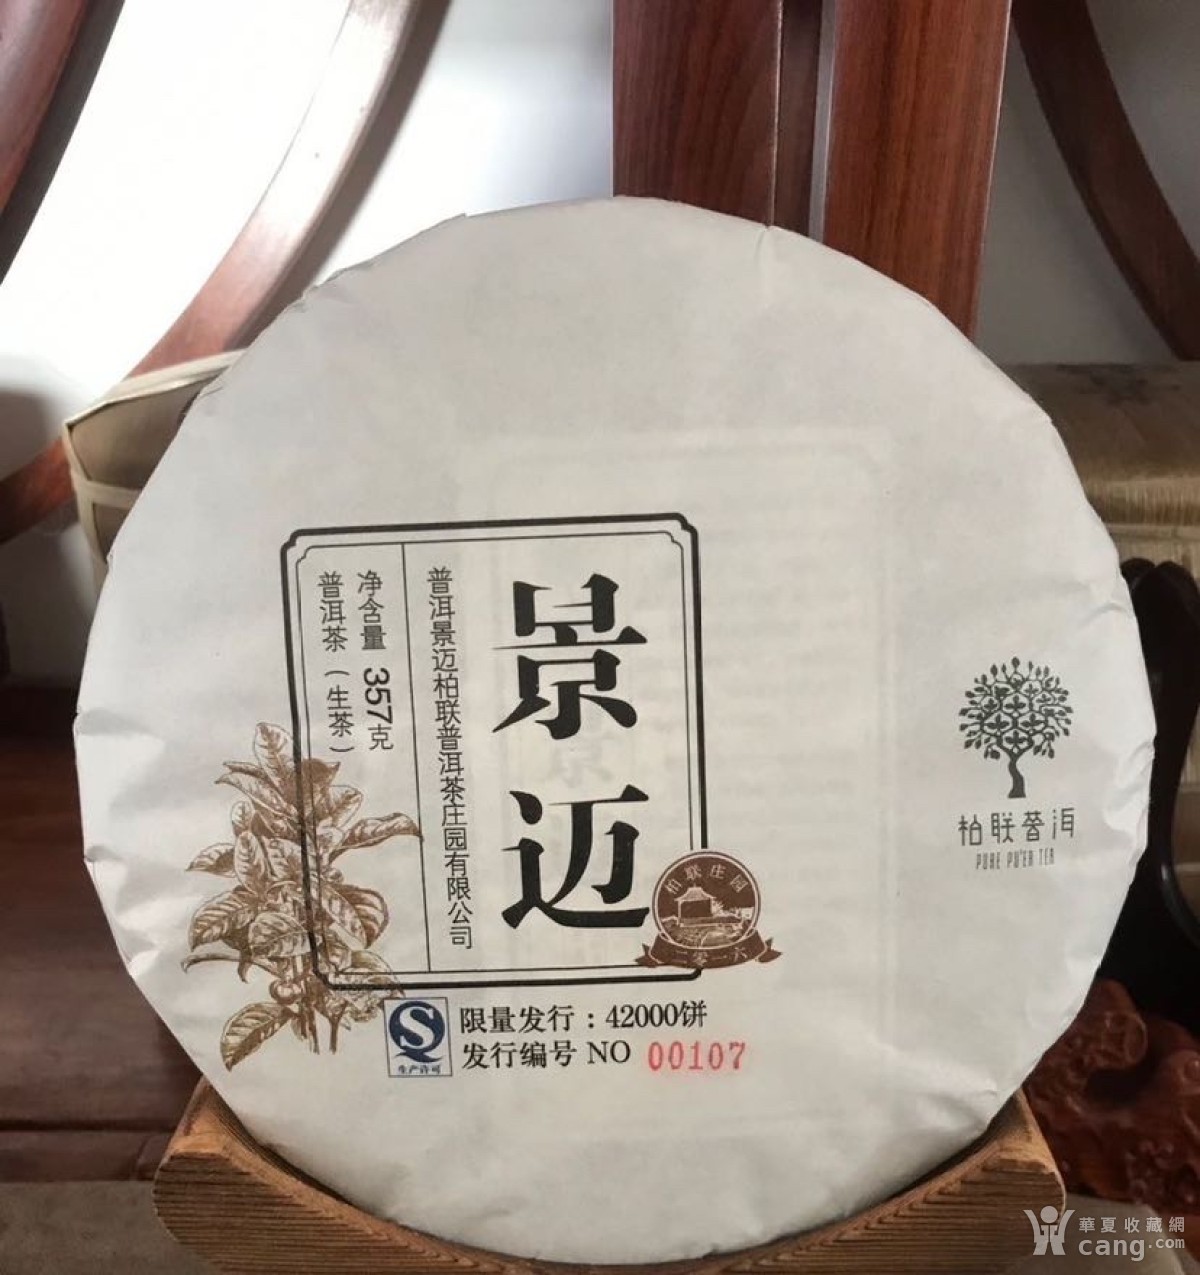 景迈
普洱景迈柏联普洱茶庄园有限公司
净含量 357克
普洱茶（生茶）
柏联庄园
二零一六
柏联普洱
PURE PU'ER TEA
生产许可
限量发行：42000饼
发行编号 NO 00107
華夏收藏網
cang.com